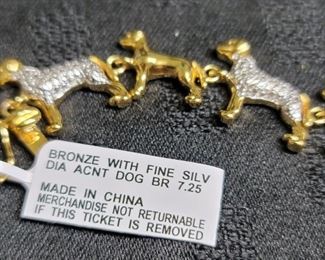 BRONZE WITH FINE SILV
DIA ACNT DOG BR 7.25
MADE IN CHINA
MERCHANDISE NOT RETURNABLE
IF THIS TICKET IS REMOVED